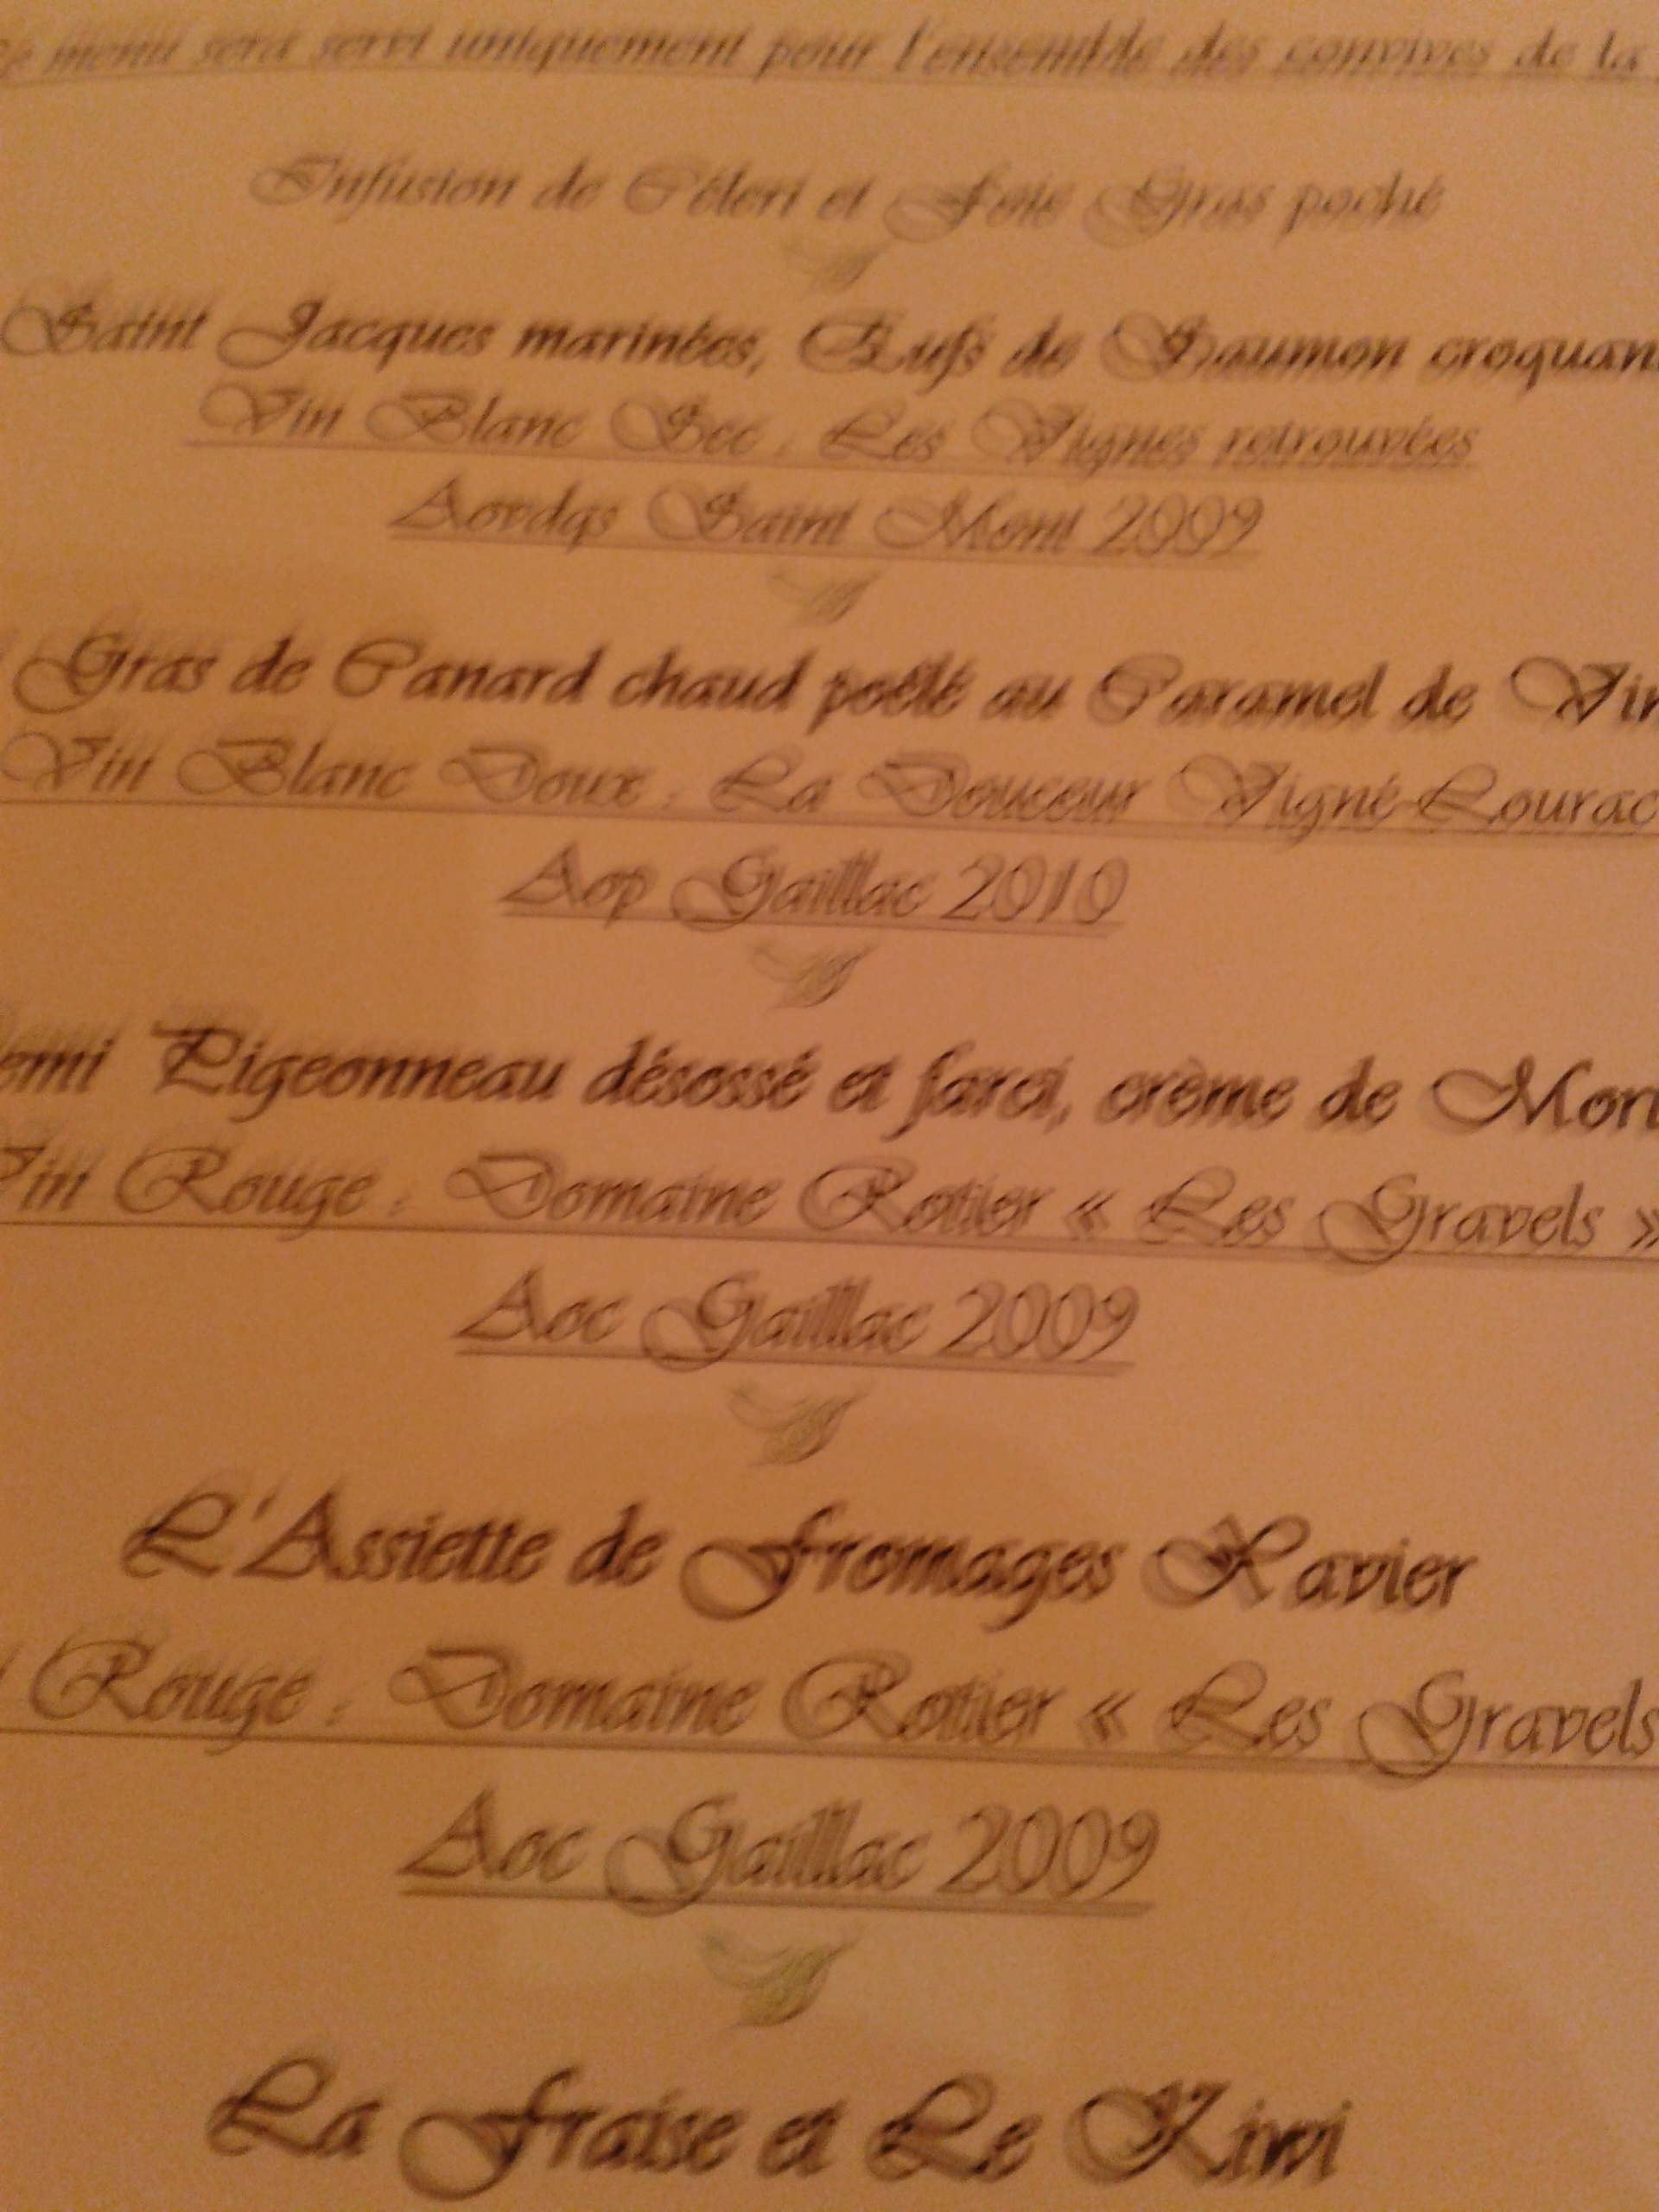 menu sera servi uniquement pour l'ensemble des convives de la
Infusion de Céleri et Foie Gras poché
Saint Jacques marinées, Œufs de Saumon croquan
Vin Blanc Sec : Les Vignes retrouvées
Aovdqs Saint Mont 2009
Gras de Canard chaud poêlé au Caramel de Vin
Vin Blanc Doux : La Douceur Vigné-Lourac
Aop Gaillac 2010
emi Pigeonneau désossé et farci, crème de Mor
Vin Rouge : Domaine Rotier « Les Gravels »
Aoc Gaillac 2009
L'Assiette de Fromages Xavier
Rouge : Domaine Rotier « Les Gravels
Aoc Gaillac 2009
La Fraise et Le Kiwi